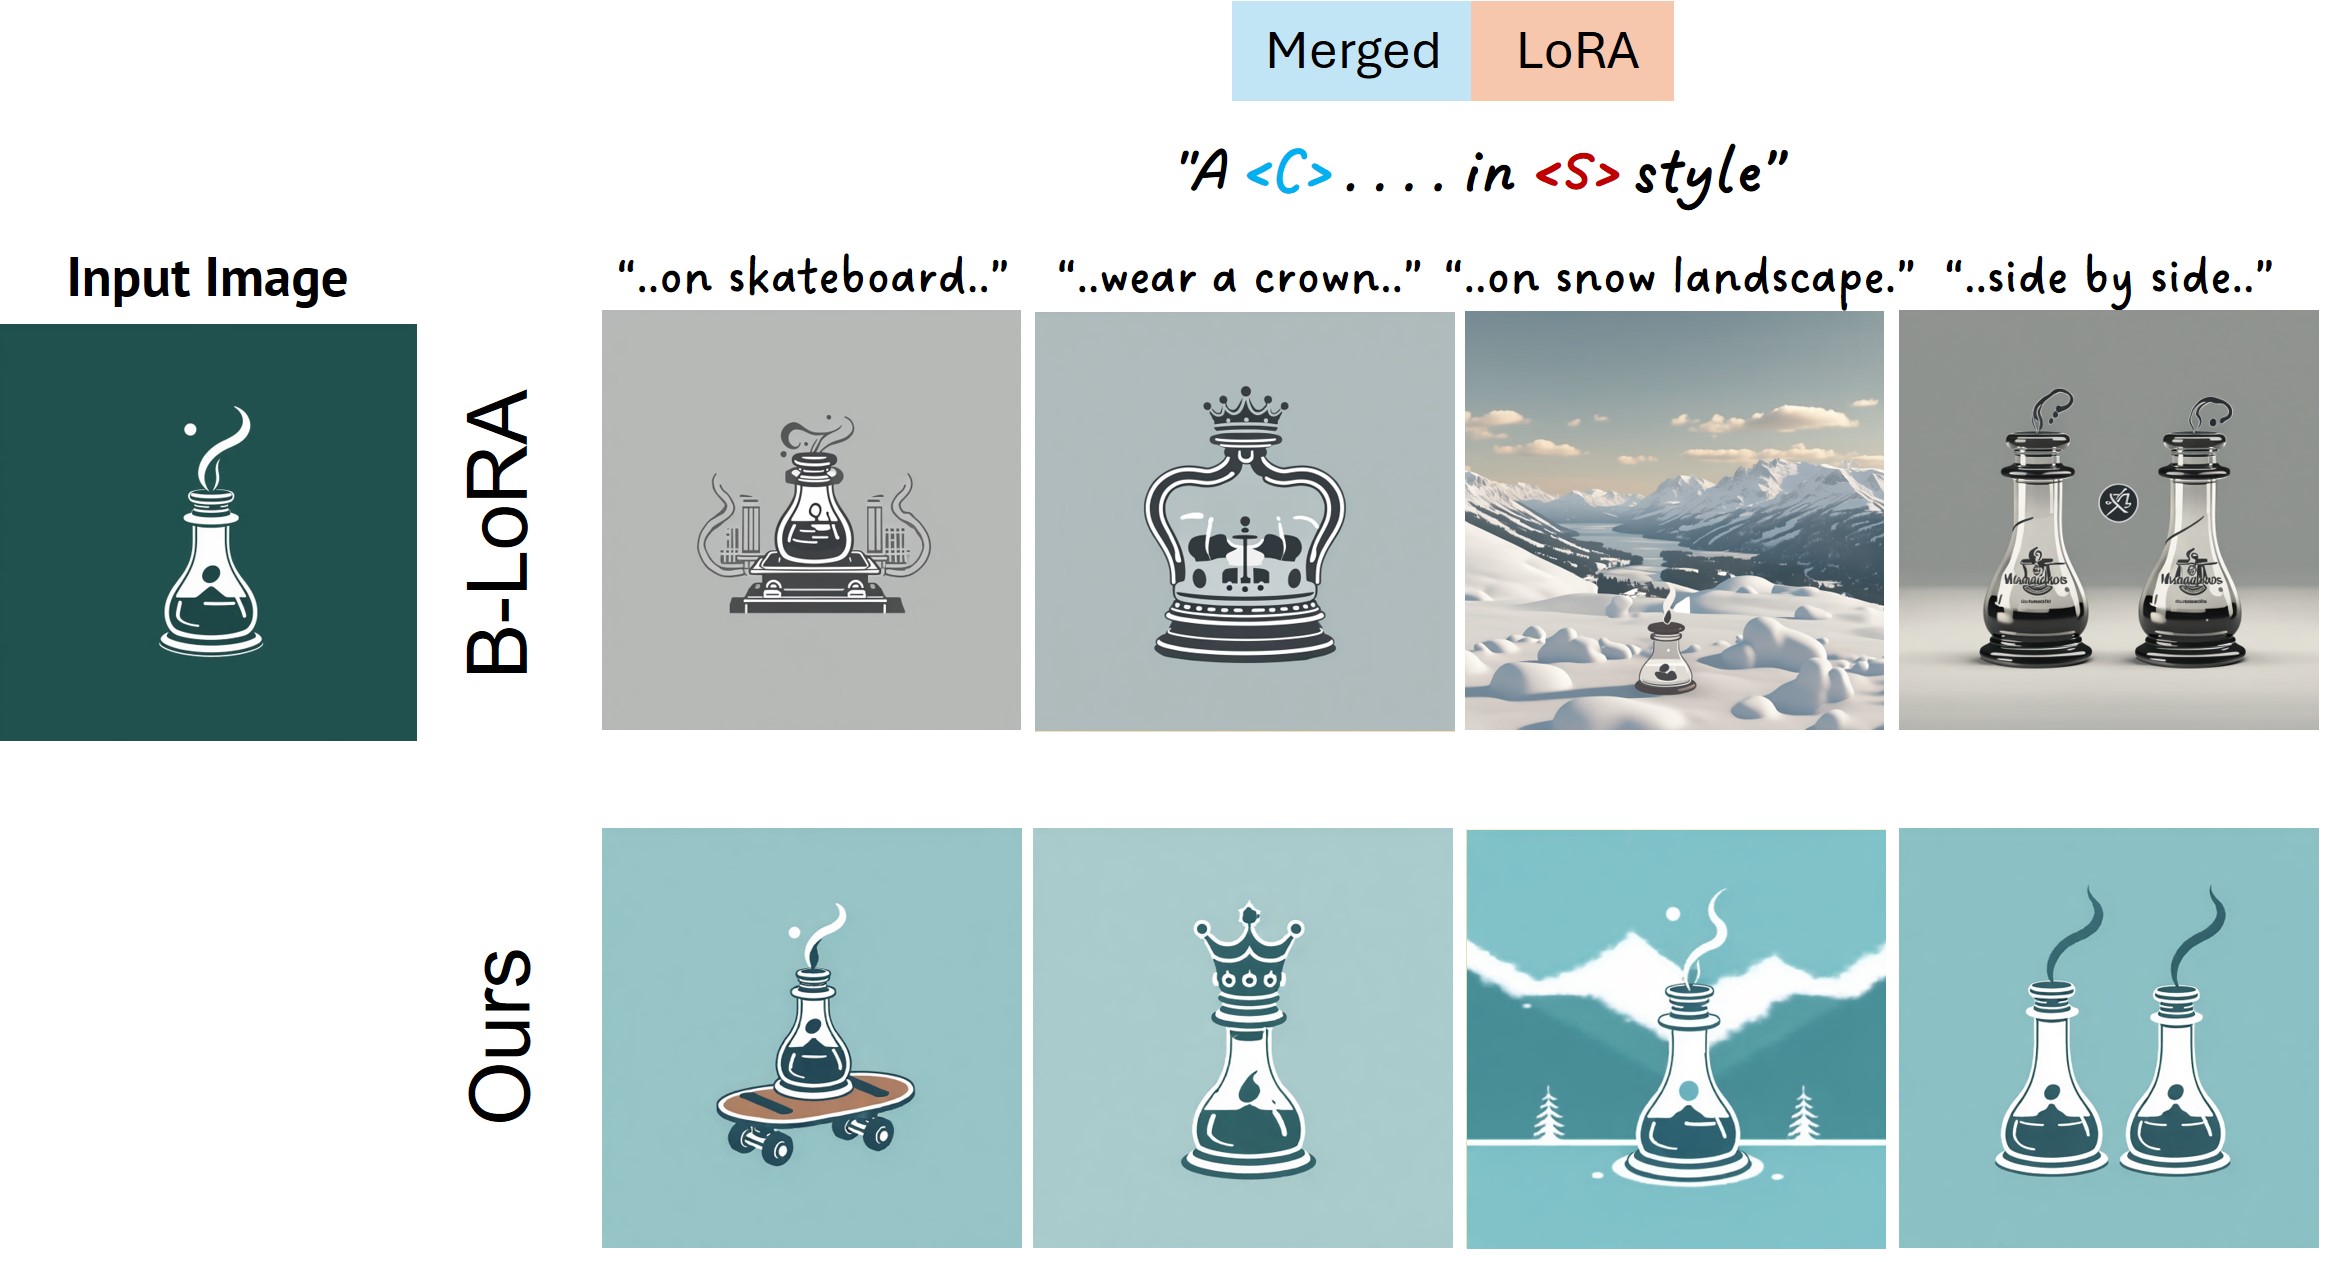 Merged LoRA
"A <C> . . . . in <S> style"
Input Image
"..on skateboard.." "..wear a crown.." "..on snow landscape." "..side by side.."
B-LoRA
Ours